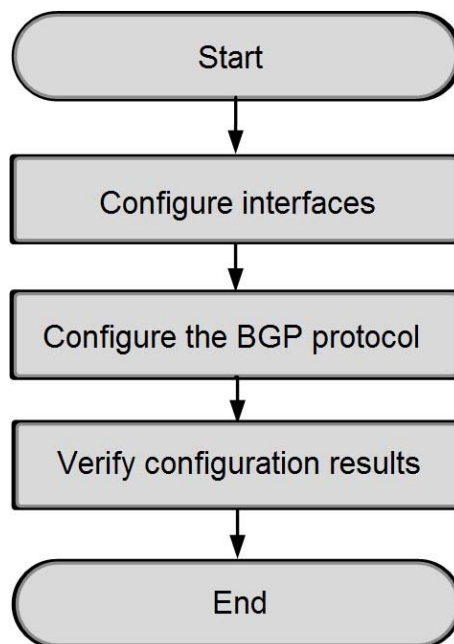 Start
Configure interfaces
Configure the BGP protocol
Verify configuration results
End